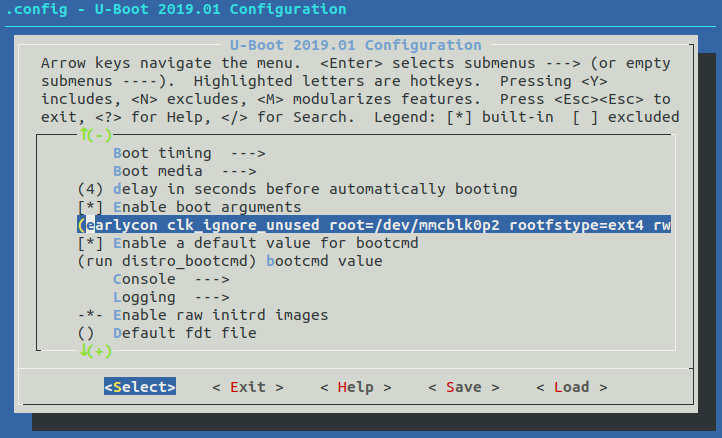 .config - U-Boot 2019.01 Configuration
U-Boot 2019.01 Configuration
Arrow keys navigate the menu.  <Enter> selects submenus ---> (or empty
submenus ----).  Highlighted letters are hotkeys.  Pressing <Y>
includes, <N> excludes, <M> modularizes features.  Press <Esc><Esc> to
exit, <?> for Help, </> for Search.  Legend: [*] built-in  [ ] excluded
↑(-)
Boot timing  --->
Boot media  --->
(4) delay in seconds before automatically booting
[*] Enable boot arguments
(earlycon clk_ignore_unused root=/dev/mmcblk0p2 rootfstype=ext4 rw
[*] Enable a default value for bootcmd
(run distro_bootcmd) bootcmd value
Console  --->
Logging  --->
-*- Enable raw initrd images
() Default fdt file
↓(+)
<Select>    < Exit >    < Help >    < Save >    < Load >